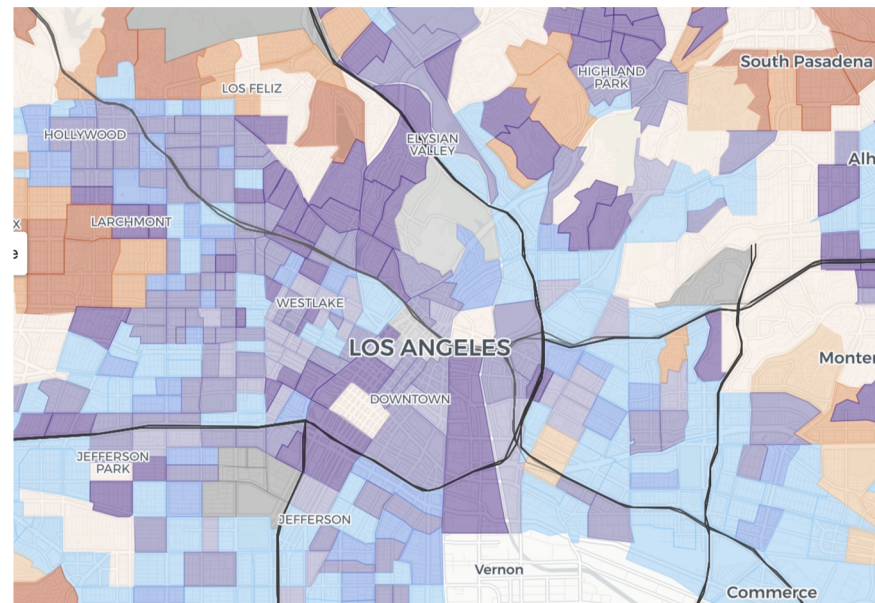 South Pasadena
HIGHLAND
PARK
LOS FELIZ
HOLLYWOOD
ELYSIAN
VALLEY
Alh
LARCHMONT
x
e
WESTLAKE
LOS ANGELES
Monter
DOWNTOWN
JEFFERSON
PARK
JEFFERSON
Vernon
Commerce